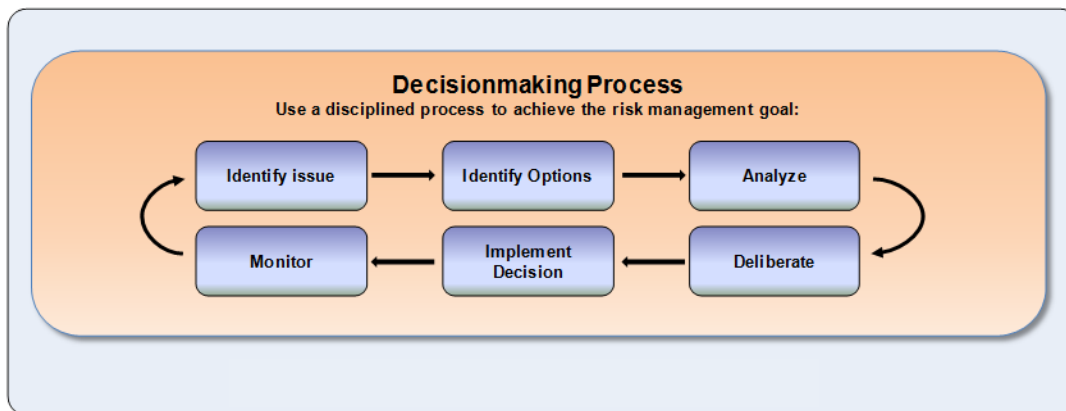 Decisionmaking Process
Use a disciplined process to achieve the risk management goal:
Identify issue
Identify Options
Analyze
Monitor
Implement
Decision
Deliberate